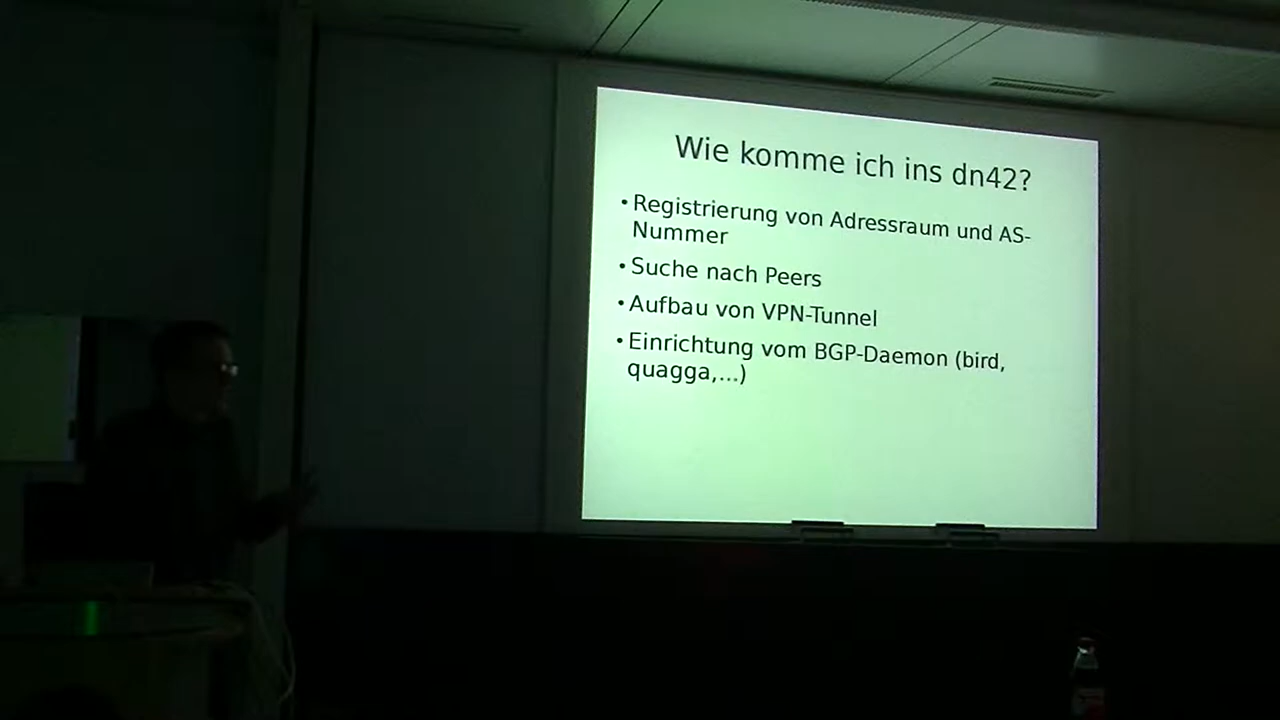 Wie komme ich ins dn42?
• Registrierung von Adressraum und AS-
Nummer
• Suche nach Peers
• Aufbau von VPN-Tunnel
• Einrichtung vom BGP-Daemon (bird,
quagga,...)